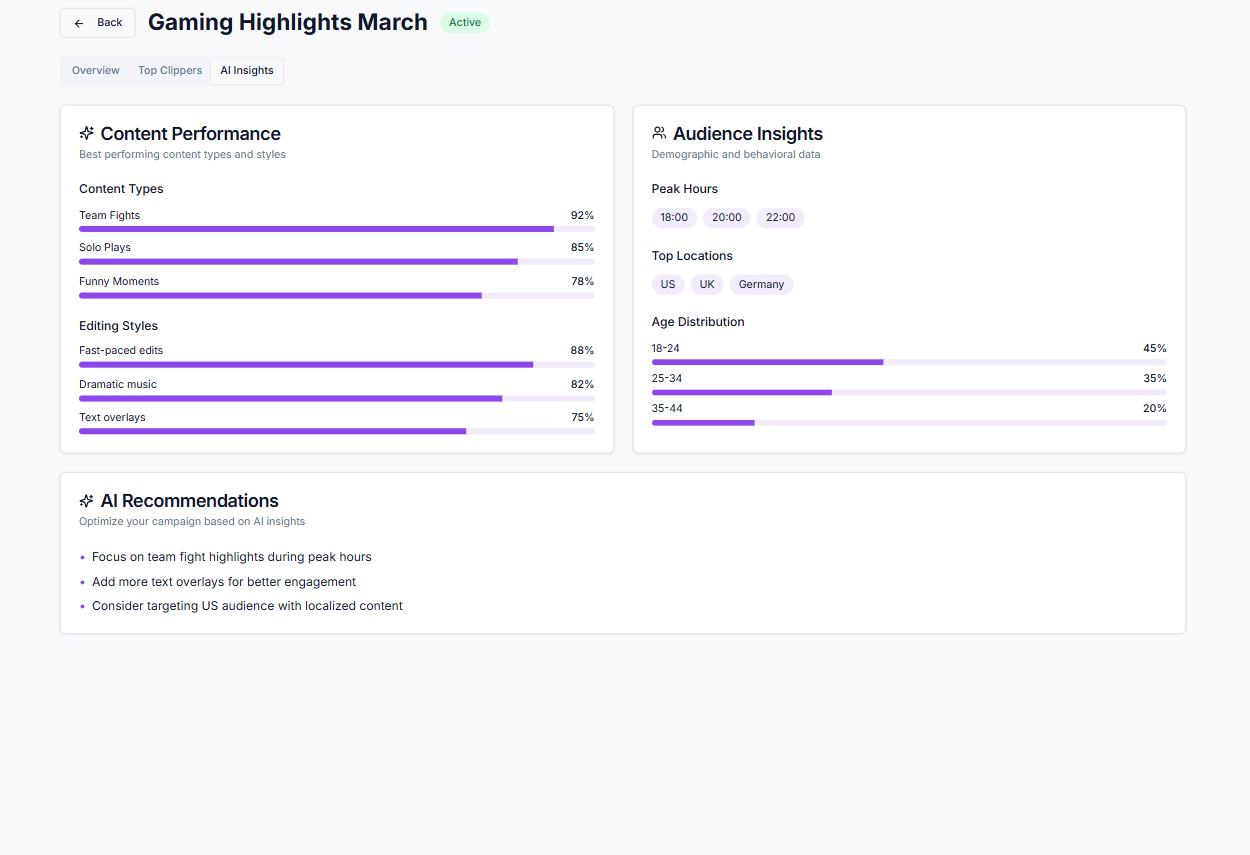 Back
Gaming Highlights March
Active
Overview
Top Clippers
AI Insights
Content Performance
Best performing content types and styles
Content Types
Team Fights 92%
Solo Plays 85%
Funny Moments 78%
Editing Styles
Fast-paced edits 88%
Dramatic music 82%
Text overlays 75%
Audience Insights
Demographic and behavioral data
Peak Hours
18:00 20:00 22:00
Top Locations
US UK Germany
Age Distribution
18-24 45%
25-34 35%
35-44 20%
AI Recommendations
Optimize your campaign based on AI insights
• Focus on team fight highlights during peak hours
• Add more text overlays for better engagement
• Consider targeting US audience with localized content